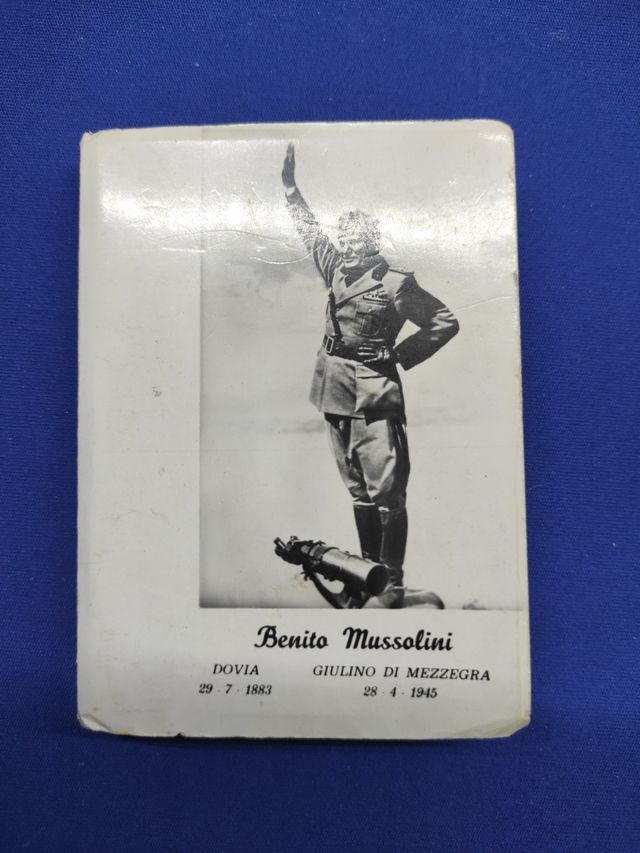 Benito Mussolini
DOVIA GIULINO DI MEZZEGRA
29 · 7 · 1883 28 · 4 · 1945